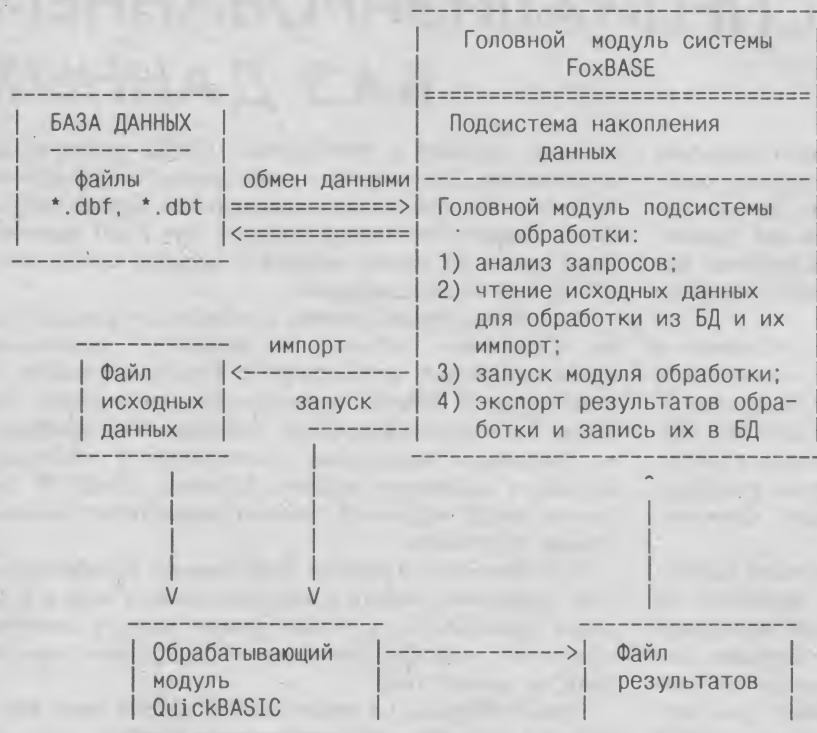 Головной модуль системы
FoxBASE
Подсистема накопления
данных
БАЗА ДАННЫХ
файлы
*.dbf, *.dbt
обмен данными
Головной модуль подсистемы
обработки:
1) анализ запросов;
2) чтение исходных данных
для обработки из БД и их
импорт;
3) запуск модуля обработки;
4) экспорт результатов обра-
ботки и запись их в БД
импорт
запуск
Файл
исходных
данных
Обрабатывающий
модуль
QuickBASIC
Файл
результатов